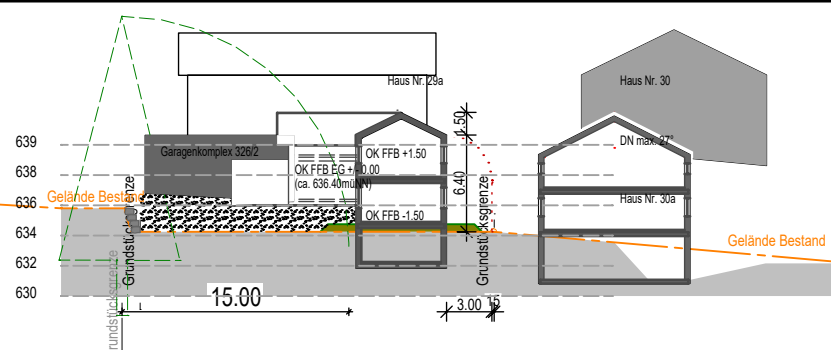 Haus Nr. 29a
Haus Nr. 30
1.50
639
Garagenkomplex 326/2
OK FFB +1.50
DN max. 27°
638
OK FFB EG +/- 0.00
(ca. 636.40müNN)
6.40
Gelände Bestand
Grundstücksgrenze
Grundstücksgrenze
Haus Nr. 30a
636
OK FFB -1.50
634
Gelände Bestand
632
630
15.00
3.00
15
rundstücksgrenze